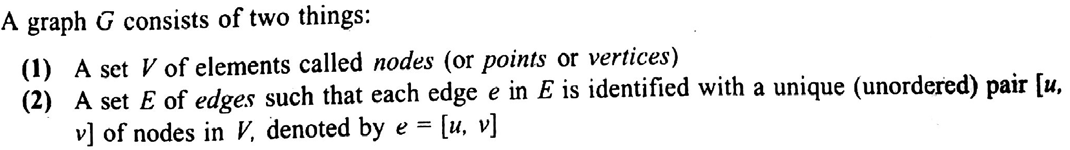 A graph G consists of two things:
(1) A set V of elements called nodes (or points or vertices)
(2) A set E of edges such that each edge e in E is identified with a unique (unordered) pair [u,
v] of nodes in V, denoted by e = [u, v]